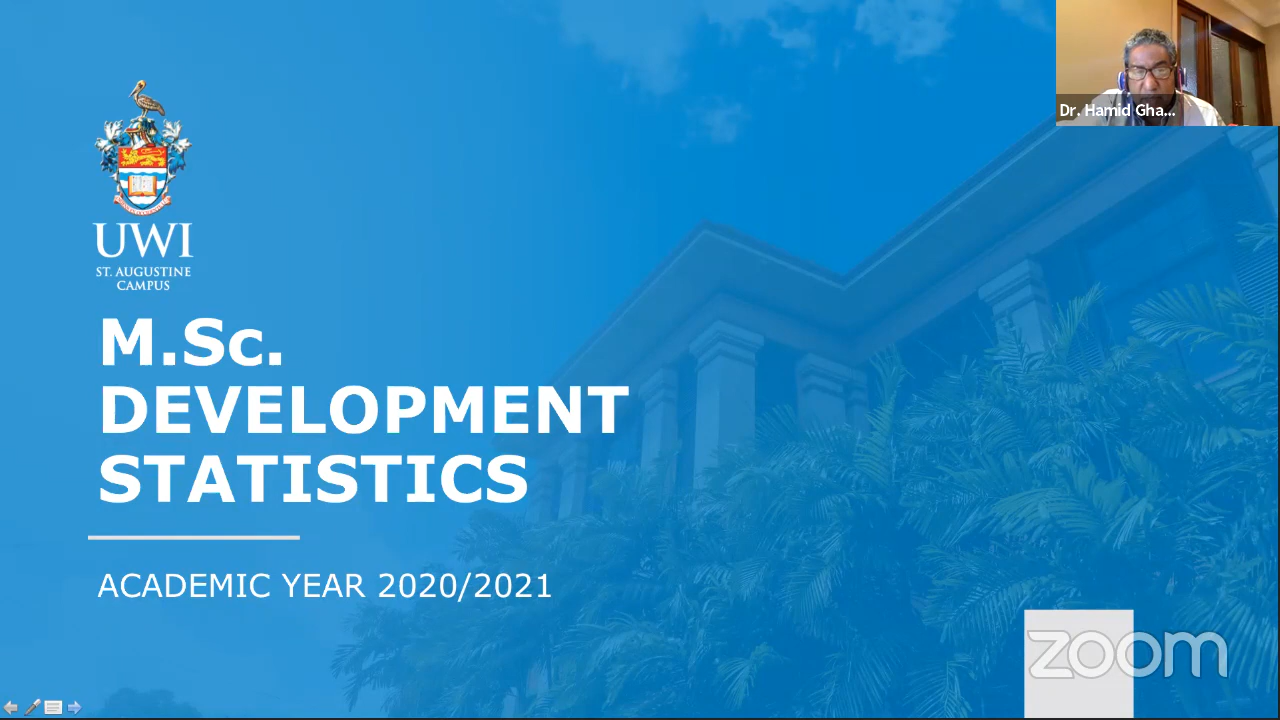 Dr. Hamid Gha...
UWI
ST. AUGUSTINE
CAMPUS
M.Sc.
DEVELOPMENT
STATISTICS
ACADEMIC YEAR 2020/2021
zoom